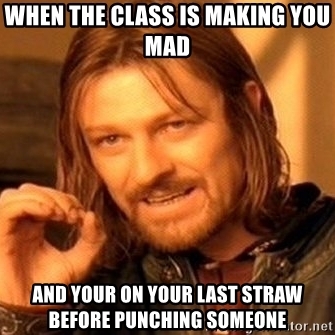 WHEN THE CLASS IS MAKING YOU
MAD
AND YOUR ON YOUR LAST STRAW
BEFORE PUNCHING SOMEONE
tor.net